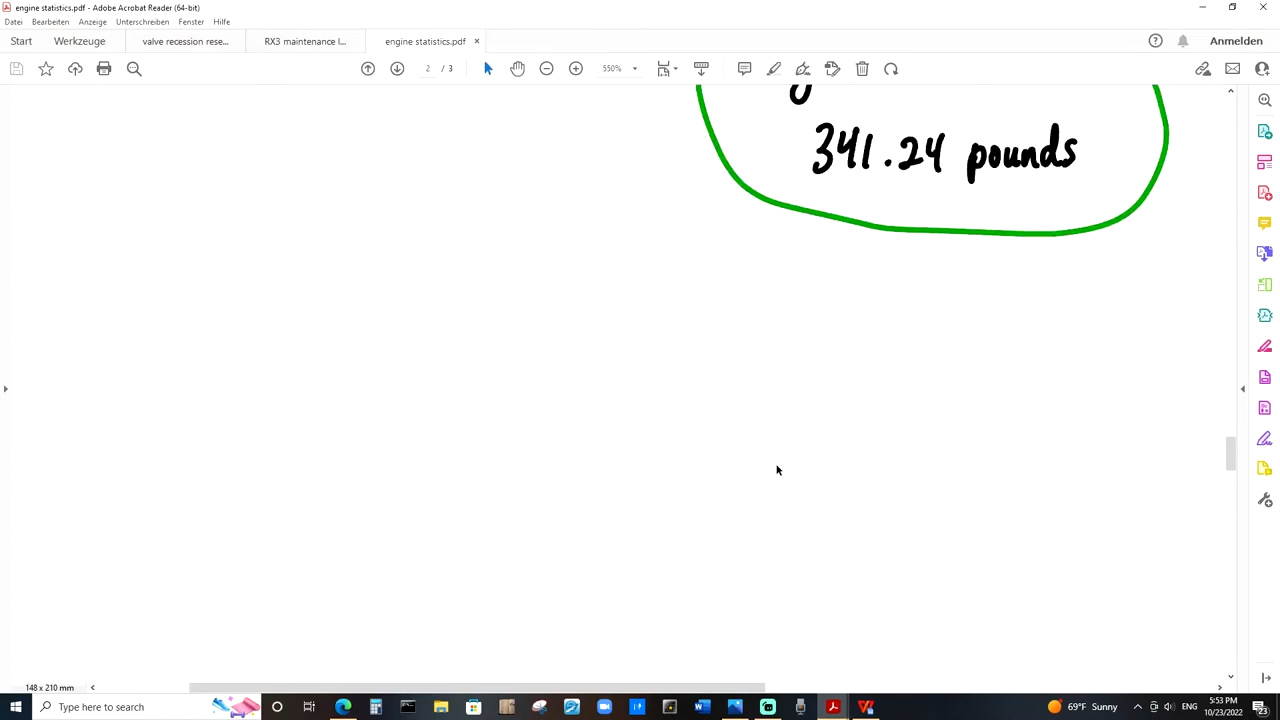 engine statistics.pdf - Adobe Acrobat Reader (64-bit)
Datei Bearbeiten Anzeige Unterschreiben Fenster Hilfe
Start Werkzeuge valve recession rese... RX3 maintenance l... engine statistics.pdf × Anmelden
2 / 3 550%
341.24 pounds
148 x 210 mm
Type here to search 69°F Sunny ENG 5:53 PM
10/23/2022 23